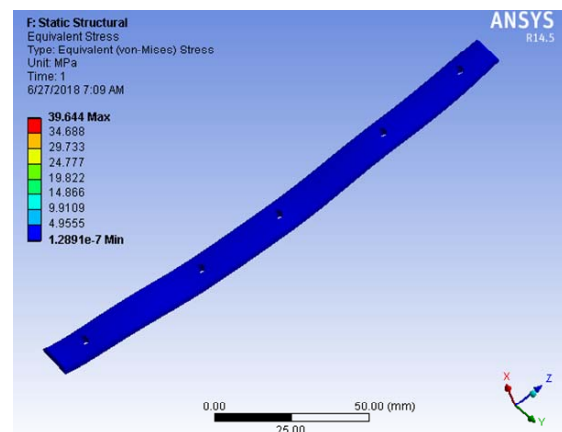 F: Static Structural
Equivalent Stress
Type: Equivalent (von-Mises) Stress
Unit: MPa
Time: 1
6/27/2018 7:09 AM
ANSYS
R14.5
39.644 Max
34.688
29.733
24.777
19.822
14.866
9.9109
4.9555
1.2891e-7 Min
0.00
50.00 (mm)
25.00
X
Z
Y